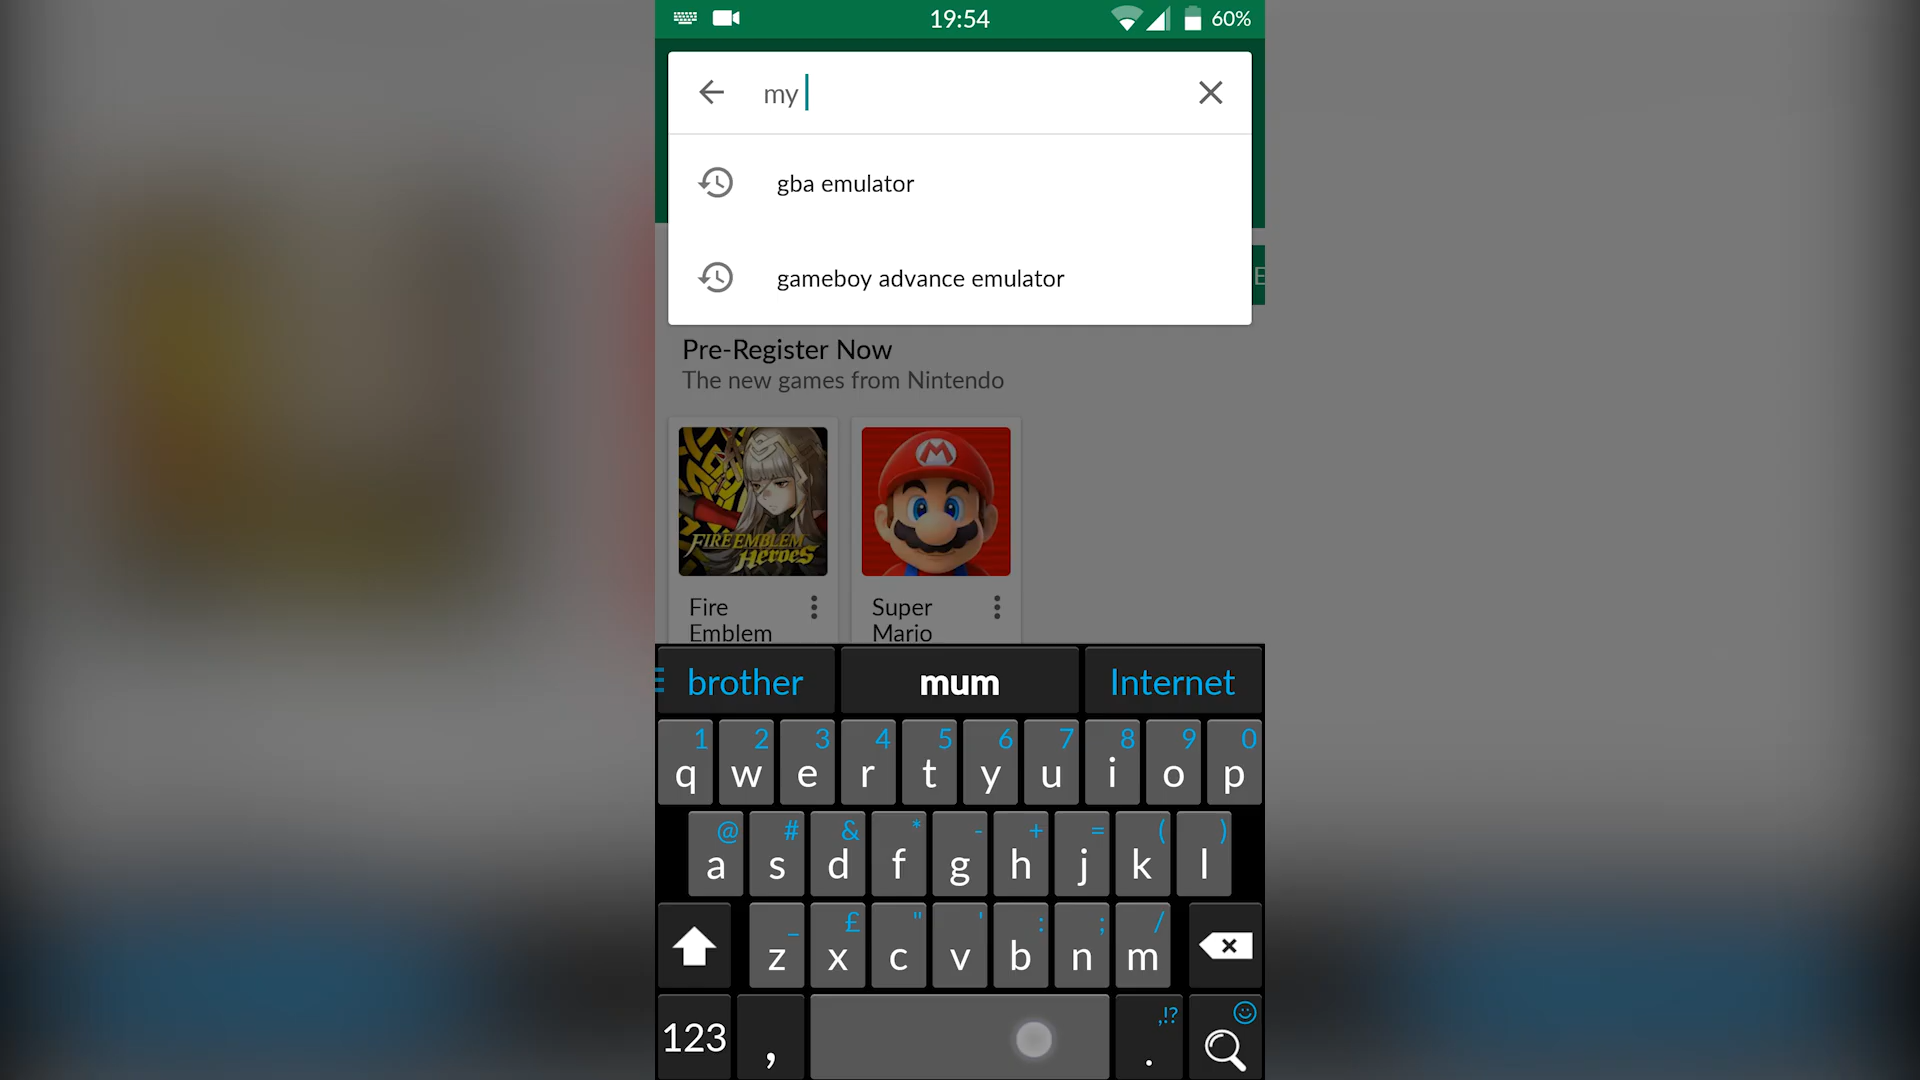 19:54
60%
my
gba emulator
gameboy advance emulator
E
Pre-Register Now
The new games from Nintendo
FIRE EMBLEM
HEROES
M
Fire
Emblem
Super
Mario
brother mum Internet
1 2 3 4 5 6 7 8 9 0
q w e r t y u i o p
@ # & * - + = ( )
a s d f g h j k l
_ £ " ' : ; /
z x c v b n m
,!?
123 , .